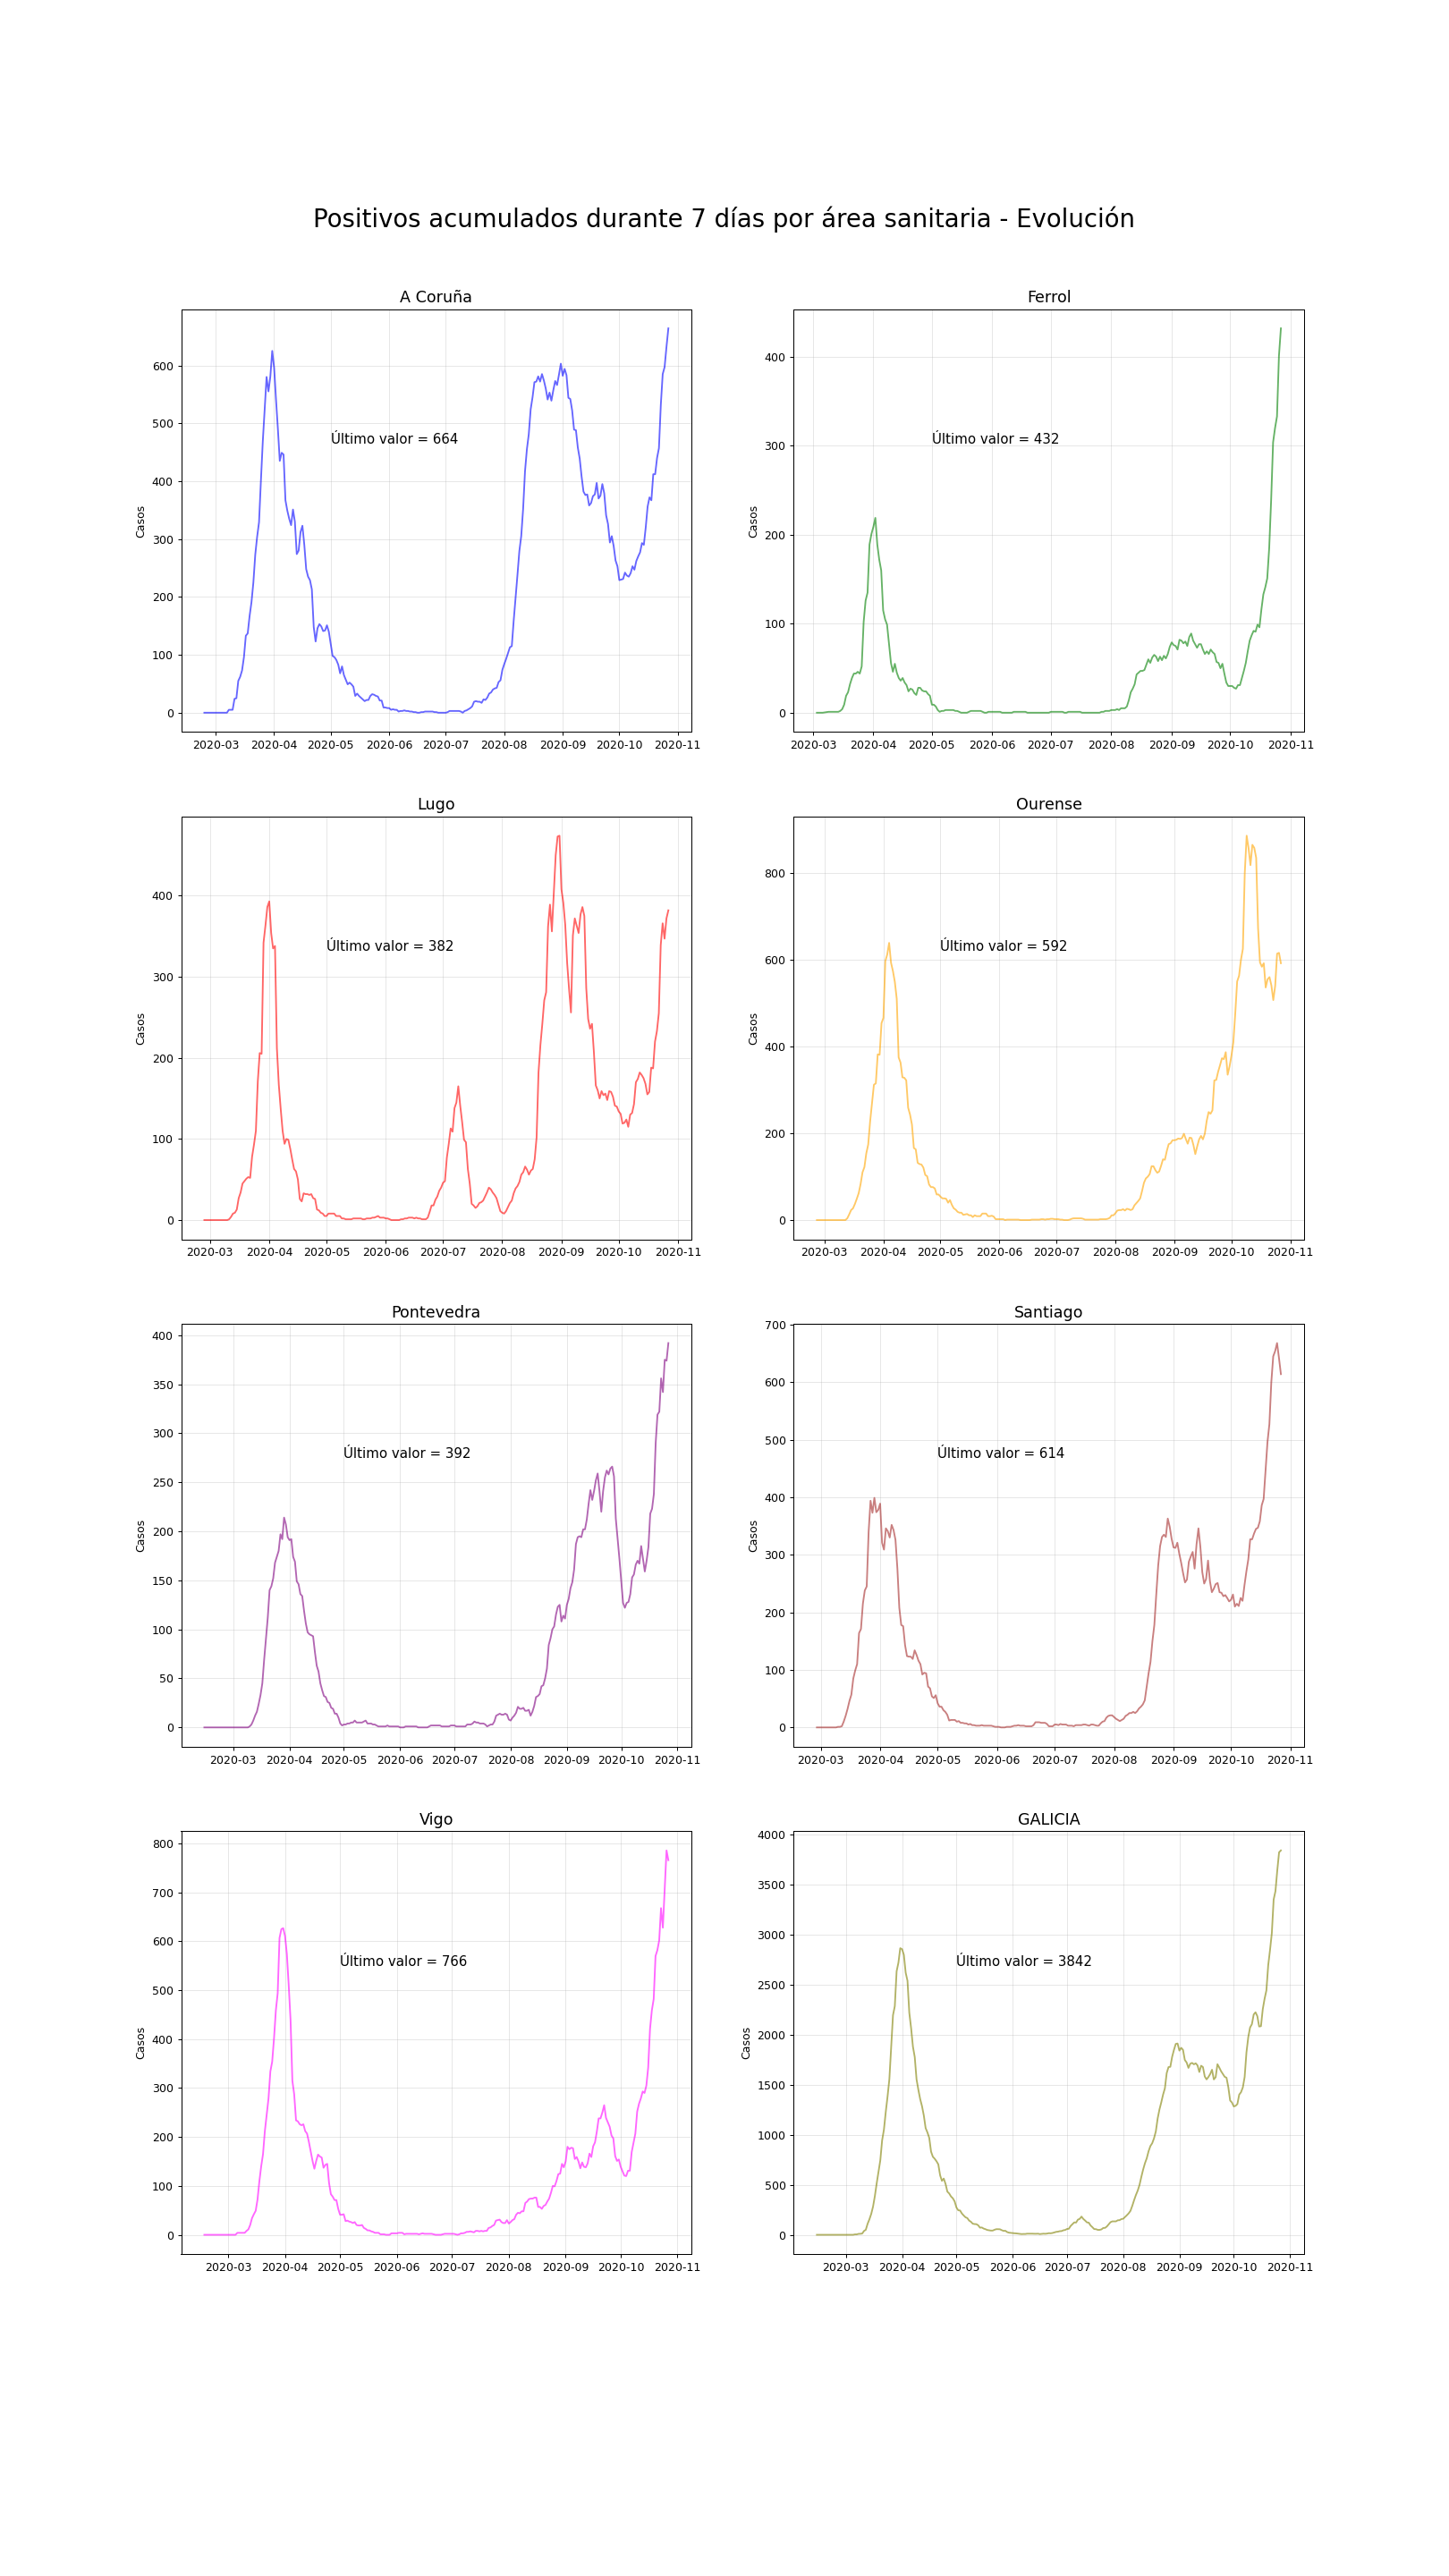 Positivos acumulados durante 7 días por área sanitaria - Evolución
A Coruña
Casos
600
500
400
300
200
100
0
Último valor = 664
2020-03 2020-04 2020-05 2020-06 2020-07 2020-08 2020-09 2020-10 2020-11
Ferrol
Casos
400
300
200
100
0
Último valor = 432
2020-03 2020-04 2020-05 2020-06 2020-07 2020-08 2020-09 2020-10 2020-11
Lugo
Casos
400
300
200
100
0
Último valor = 382
2020-03 2020-04 2020-05 2020-06 2020-07 2020-08 2020-09 2020-10 2020-11
Ourense
Casos
800
600
400
200
0
Último valor = 592
2020-03 2020-04 2020-05 2020-06 2020-07 2020-08 2020-09 2020-10 2020-11
Pontevedra
Casos
400
350
300
250
200
150
100
50
0
Último valor = 392
2020-03 2020-04 2020-05 2020-06 2020-07 2020-08 2020-09 2020-10 2020-11
Santiago
Casos
700
600
500
400
300
200
100
0
Último valor = 614
2020-03 2020-04 2020-05 2020-06 2020-07 2020-08 2020-09 2020-10 2020-11
Vigo
Casos
800
700
600
500
400
300
200
100
0
Último valor = 766
2020-03 2020-04 2020-05 2020-06 2020-07 2020-08 2020-09 2020-10 2020-11
GALICIA
Casos
4000
3500
3000
2500
2000
1500
1000
500
0
Último valor = 3842
2020-03 2020-04 2020-05 2020-06 2020-07 2020-08 2020-09 2020-10 2020-11